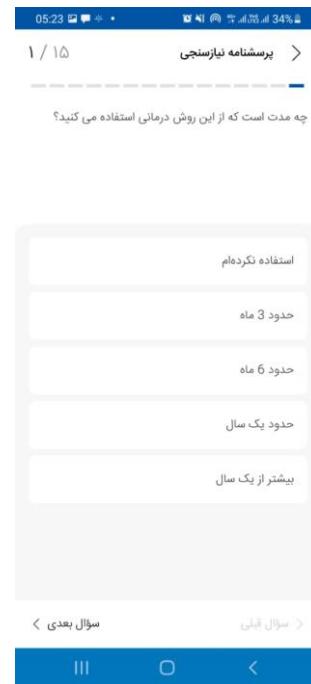 05:23 34%
پرسشنامه نیازسنجی
۱ / ۱۵
چه مدت است که از این روش درمانی استفاده می کنید؟
استفاده نکرده‌ام
حدود 3 ماه
حدود 6 ماه
حدود یک سال
بیشتر از یک سال
سؤال قبلی
سؤال بعدی